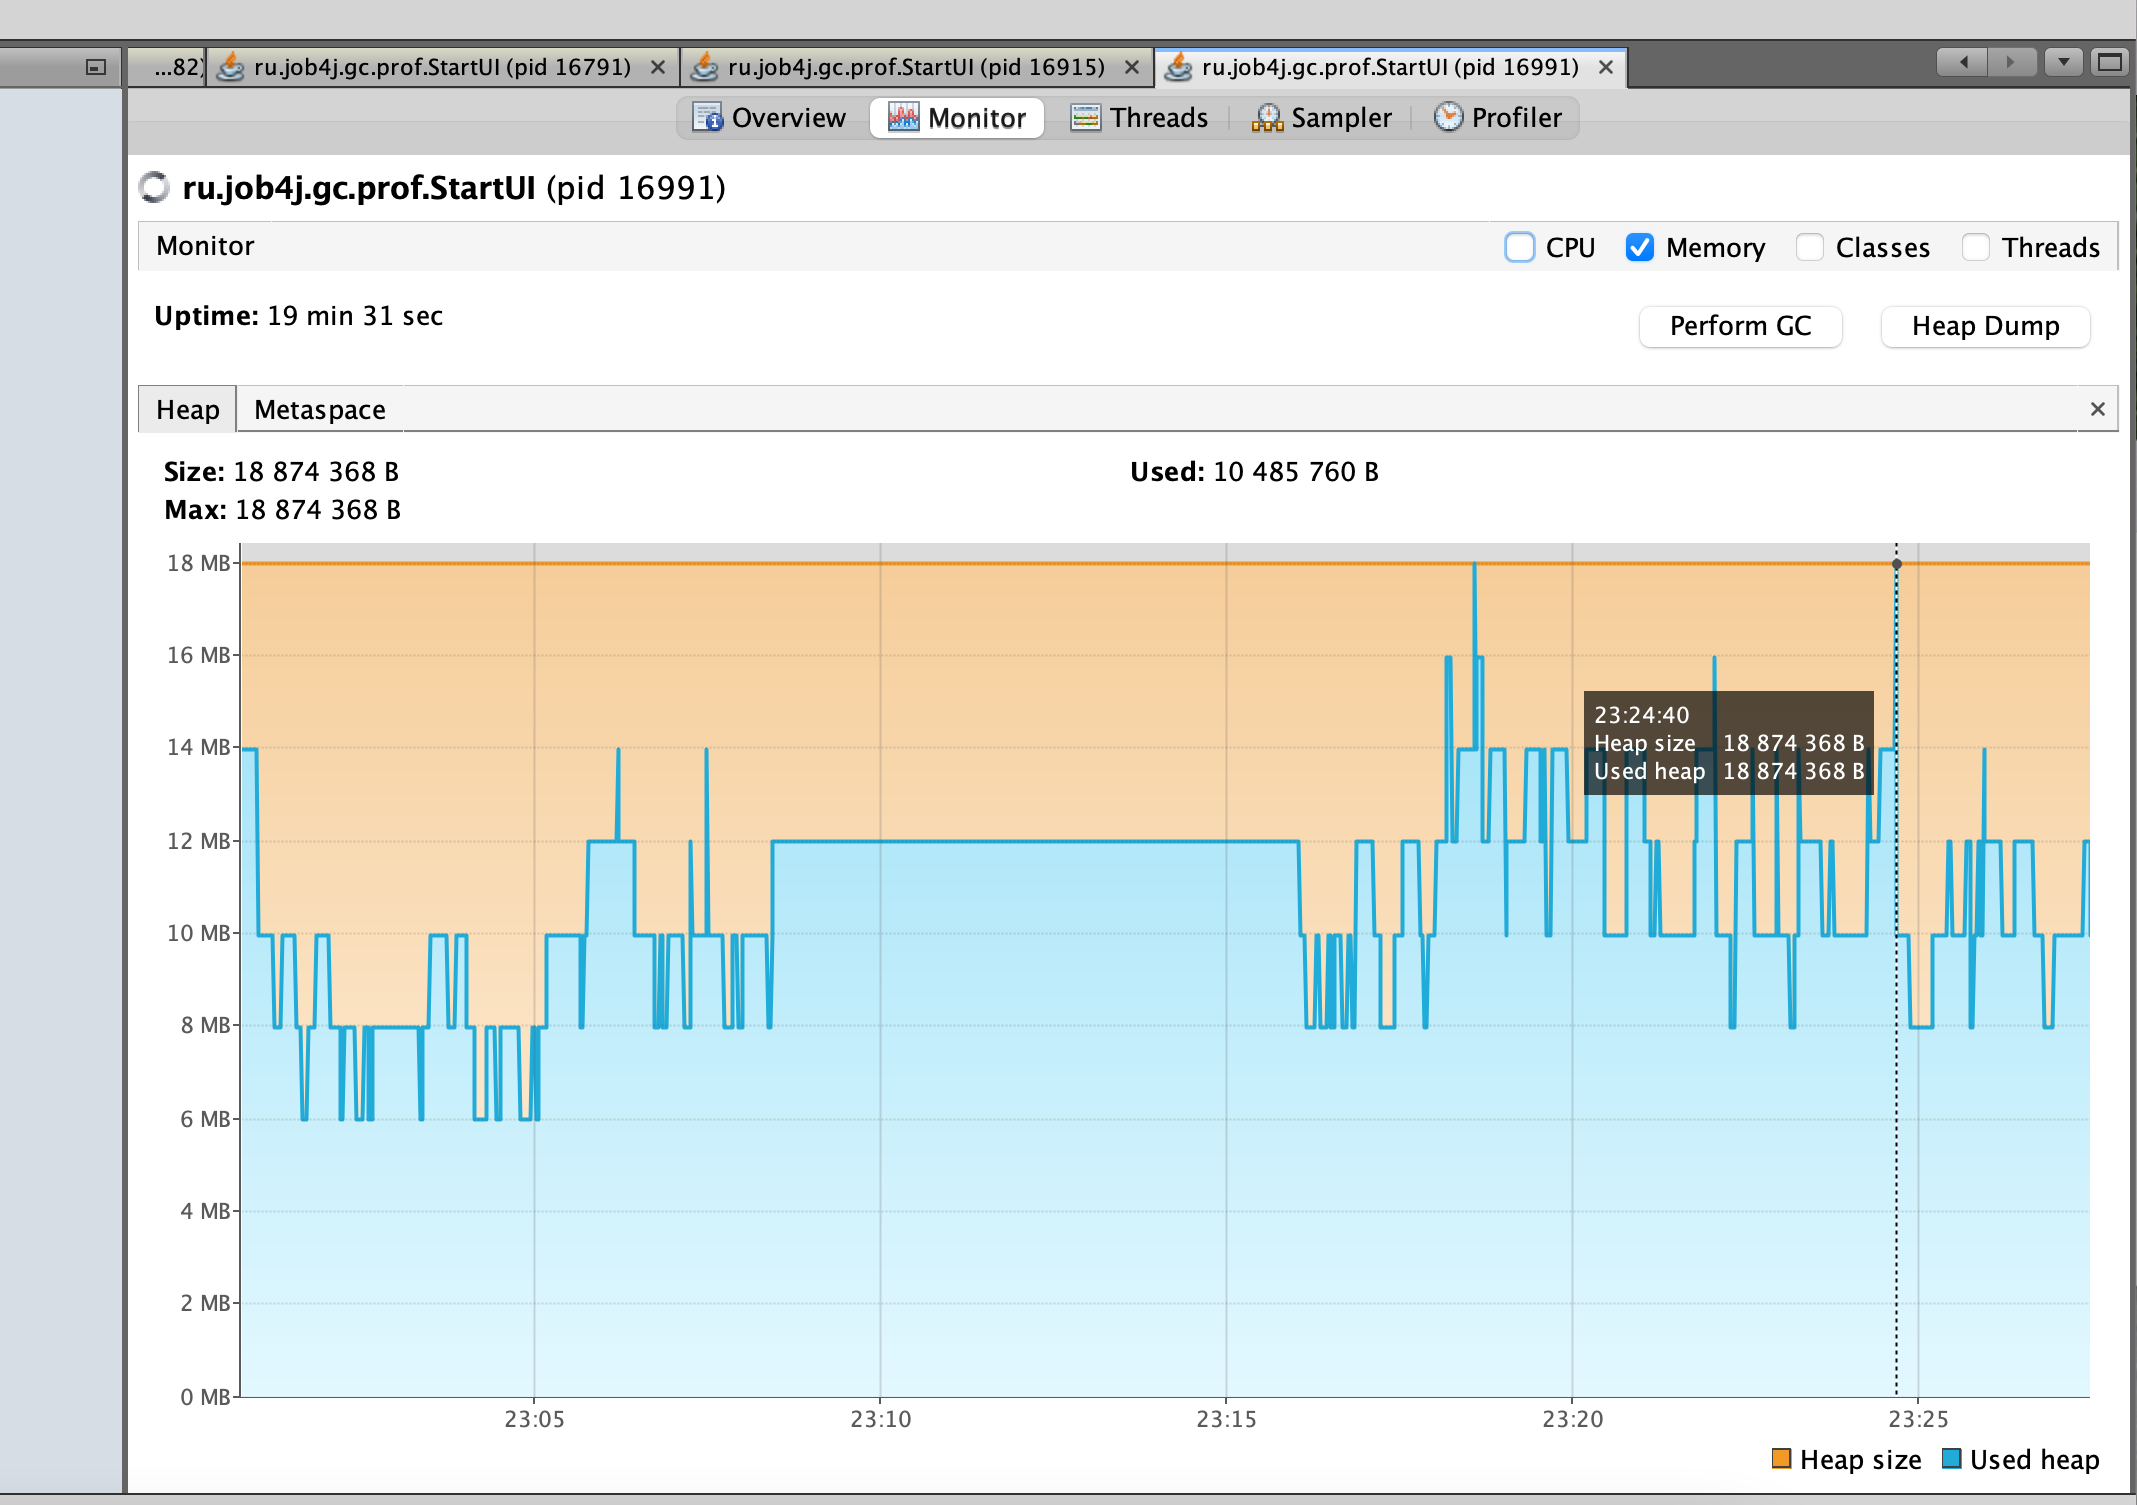 ...82) ru.job4j.gc.prof.StartUI (pid 16791) ru.job4j.gc.prof.StartUI (pid 16915) ru.job4j.gc.prof.StartUI (pid 16991)
Overview Monitor Threads Sampler Profiler
ru.job4j.gc.prof.StartUI (pid 16991)
Monitor CPU Memory Classes Threads
Uptime: 19 min 31 sec
Perform GC Heap Dump
Heap Metaspace
Size: 18 874 368 B Used: 10 485 760 B
Max: 18 874 368 B
18 MB
16 MB
23:24:40
Heap size 18 874 368 B
Used heap 18 874 368 B
14 MB
12 MB
10 MB
8 MB
6 MB
4 MB
2 MB
0 MB
23:05 23:10 23:15 23:20 23:25
Heap size Used heap